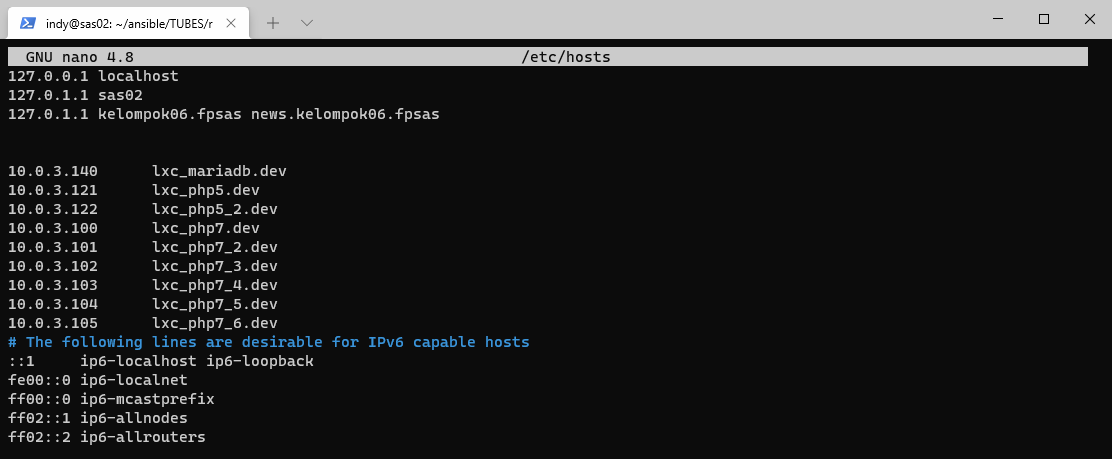 indy@sas02: ~/ansible/TUBES/r
GNU nano 4.8 /etc/hosts
127.0.0.1 localhost
127.0.1.1 sas02
127.0.1.1 kelompok06.fpsas news.kelompok06.fpsas
10.0.3.140 lxc_mariadb.dev
10.0.3.121 lxc_php5.dev
10.0.3.122 lxc_php5_2.dev
10.0.3.100 lxc_php7.dev
10.0.3.101 lxc_php7_2.dev
10.0.3.102 lxc_php7_3.dev
10.0.3.103 lxc_php7_4.dev
10.0.3.104 lxc_php7_5.dev
10.0.3.105 lxc_php7_6.dev
# The following lines are desirable for IPv6 capable hosts
::1 ip6-localhost ip6-loopback
fe00::0 ip6-localnet
ff00::0 ip6-mcastprefix
ff02::1 ip6-allnodes
ff02::2 ip6-allrouters